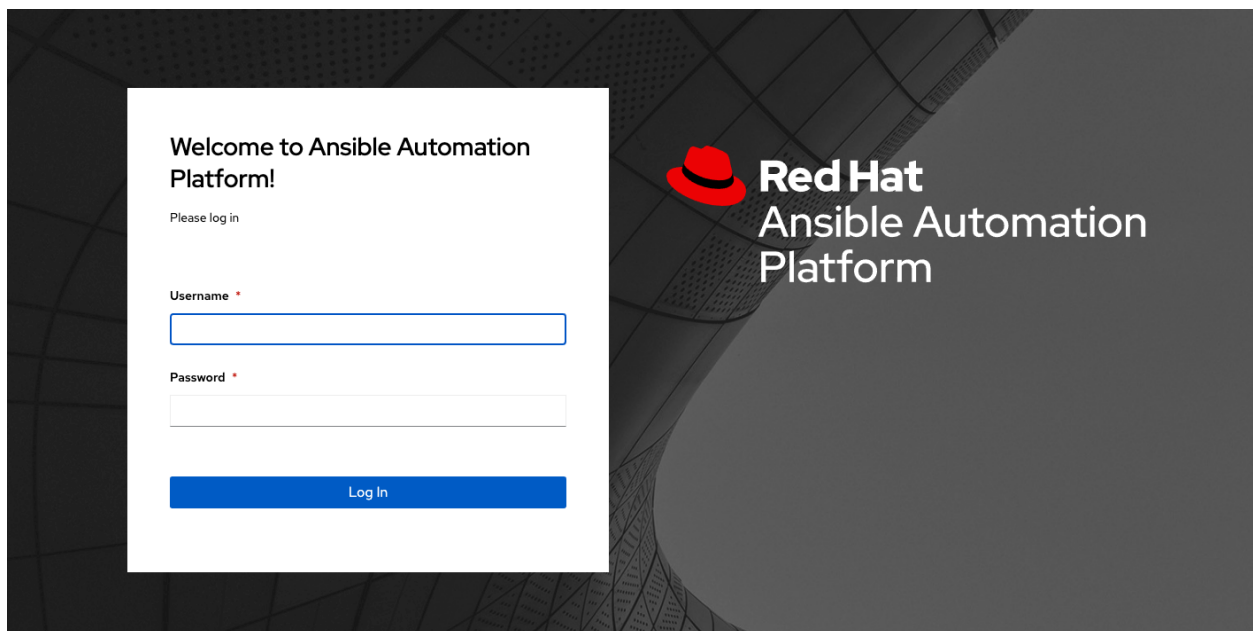 Welcome to Ansible Automation
Platform!
Please log in
Username *
Password *
Log In
Red Hat
Ansible Automation
Platform